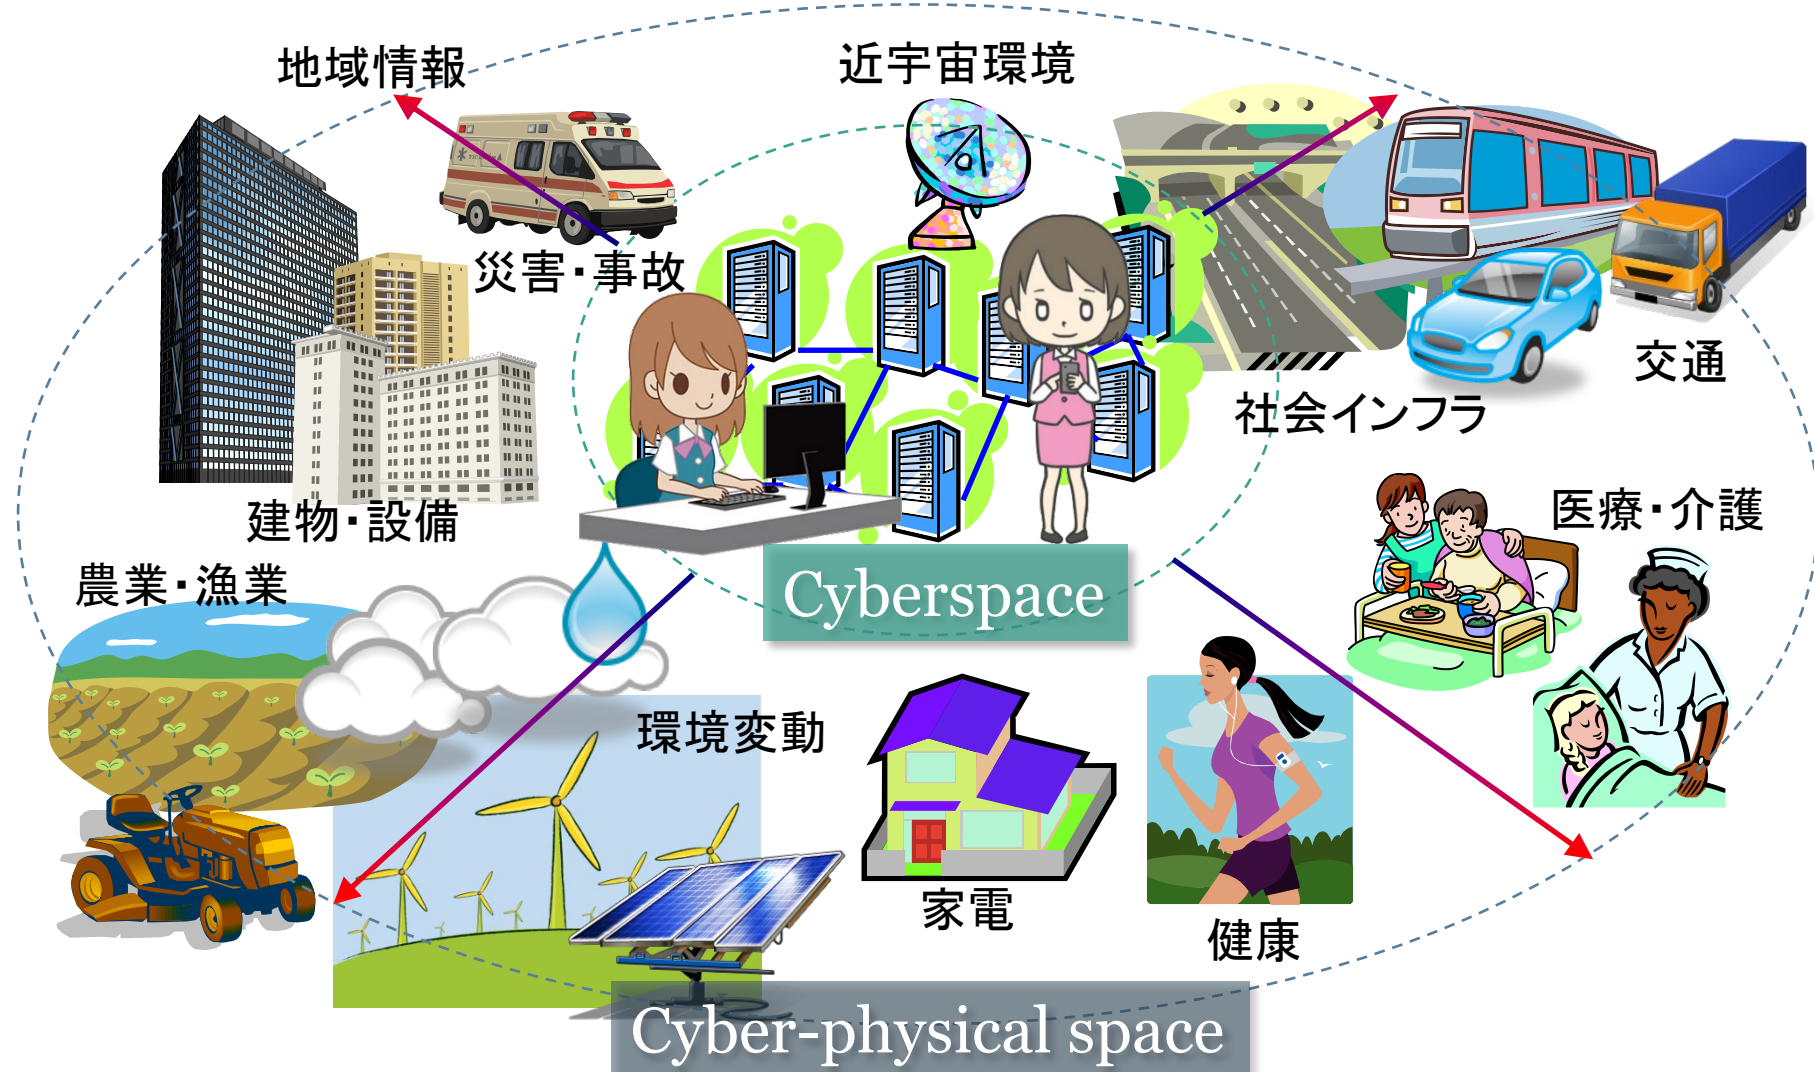 地域情報
近宇宙環境
災害・事故
交通
社会インフラ
建物・設備
医療・介護
農業・漁業
Cyberspace
環境変動
家電
健康
Cyber-physical space